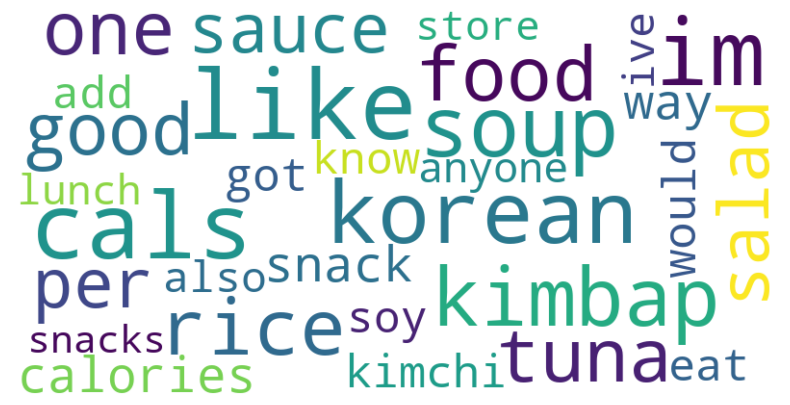 one sauce store ive im
add like food way
good soup
got know anyone would salad
lunch
cals korean
per also snack kimbap
snacks rice soy tuna
calories kimchi eat